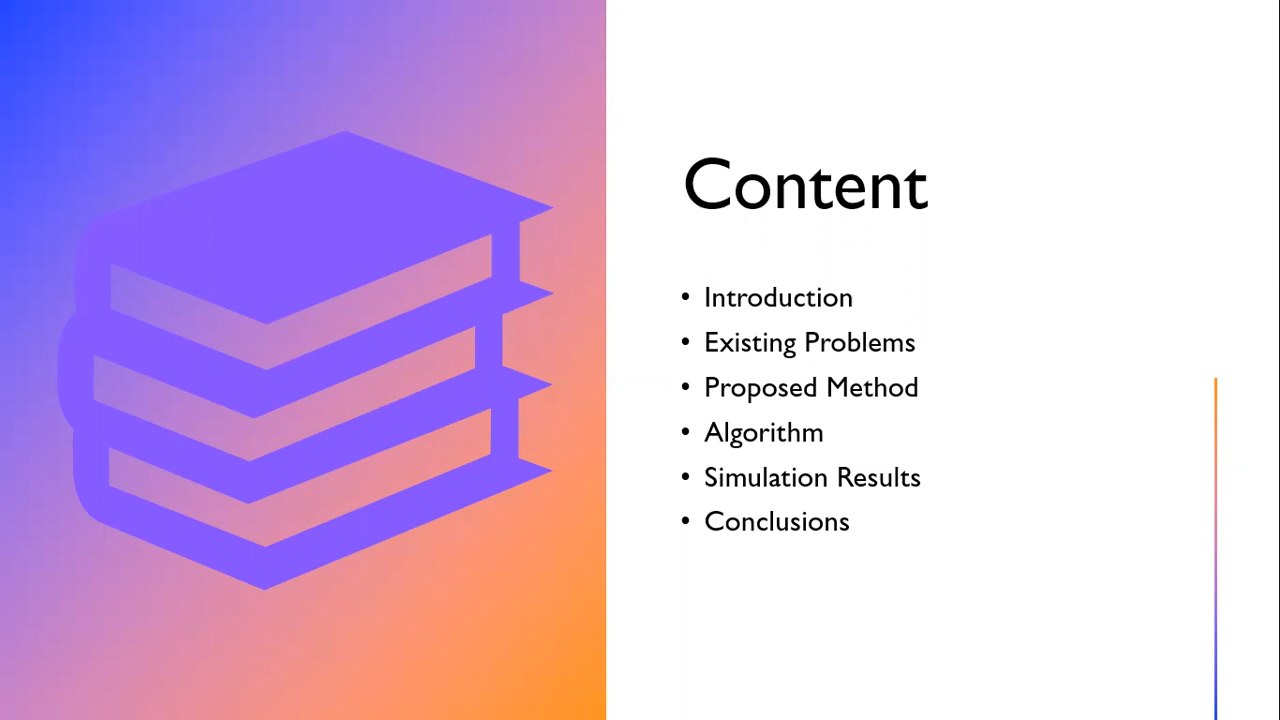 Content
• Introduction
• Existing Problems
• Proposed Method
• Algorithm
• Simulation Results
• Conclusions